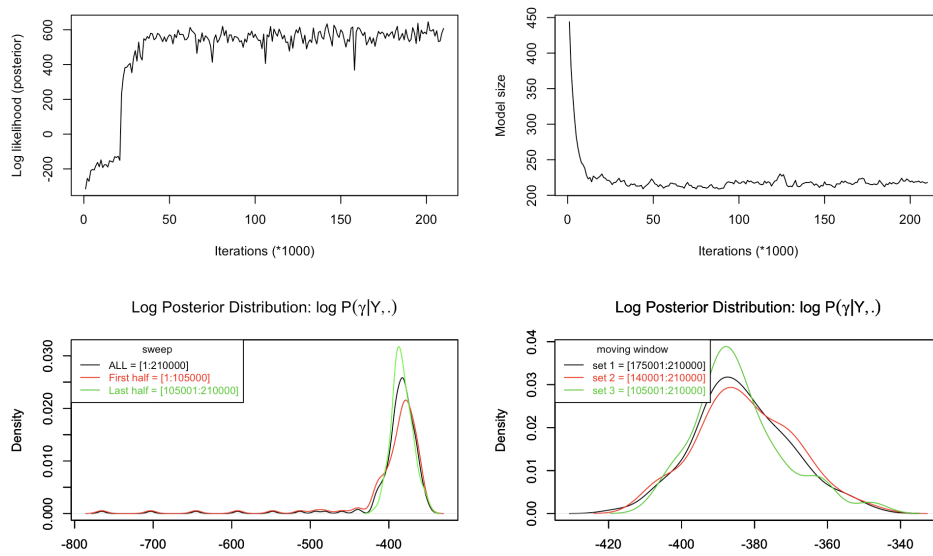 Log likelihood (posterior)
600
400
200
0
-200
0
50
100
150
200
Iterations (*1000)
Model size
450
400
350
300
250
200
0
50
100
150
200
Iterations (*1000)
Log Posterior Distribution: log P(γ|Y,.)
Density
0.030
0.020
0.010
0.000
sweep
ALL = [1:210000]
First half = [1:105000]
Last half = [105001:210000]
-800
-700
-600
-500
-400
Log Posterior Distribution: log P(γ|Y,.)
Density
0.04
0.03
0.02
0.01
0.00
moving window
set 1 = [175001:210000]
set 2 = [140001:210000]
set 3 = [105001:210000]
-420
-400
-380
-360
-340